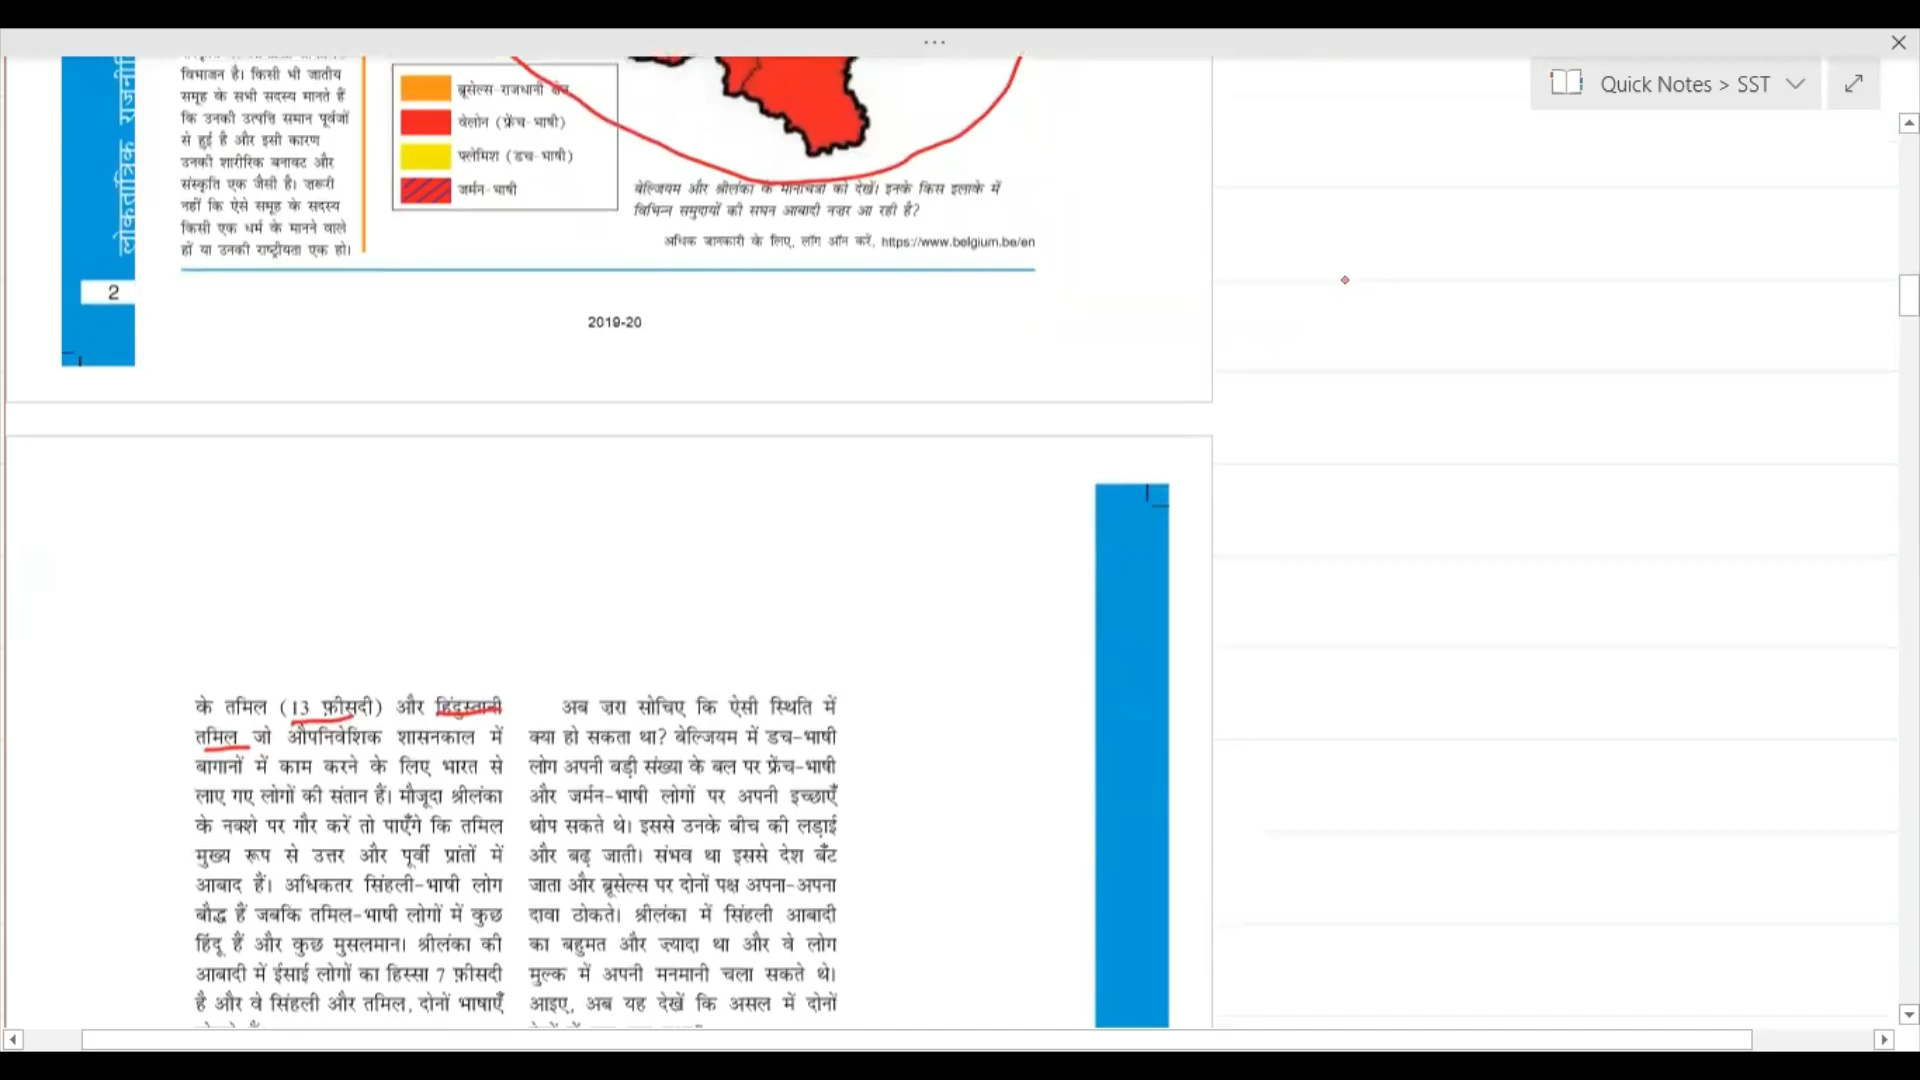 ...
Quick Notes > SST
लोकतांत्रिक राजनीति
विभाजन है। किसी भी जातीय
समूह के सभी सदस्य मानते हैं
कि उनकी उत्पत्ति समान पूर्वजों
से हुई है और इसी कारण
उनकी शारीरिक बनावट और
संस्कृति एक जैसी है। ज़रूरी
नहीं कि ऐसे समूह के सदस्य
किसी एक धर्म के मानने वाले
हों या उनकी राष्ट्रीयता एक हो।
ब्रूसेल्स-राजधानी क्षेत्र
वेलोन (फ्रेंच-भाषी)
फ्लेमिश (डच-भाषी)
जर्मन-भाषी
बेल्जियम और श्रीलंका के मानचित्रों को देखें। इनके किस इलाके में
विभिन्न समुदायों की सघन आबादी नज़र आ रही है?
अधिक जानकारी के लिए, लॉग ऑन करें, https://www.belgium.be/en
2
2019-20
के तमिल (13 फ़ीसदी) और हिंदुस्तानी
तमिल जो औपनिवेशिक शासनकाल में
बागानों में काम करने के लिए भारत से
लाए गए लोगों की संतान हैं। मौजूदा श्रीलंका
के नक्शे पर गौर करें तो पाएँगे कि तमिल
मुख्य रूप से उत्तर और पूर्वी प्रांतों में
आबाद हैं। अधिकतर सिंहली-भाषी लोग
बौद्ध हैं जबकि तमिल-भाषी लोगों में कुछ
हिंदू हैं और कुछ मुसलमान। श्रीलंका की
आबादी में ईसाई लोगों का हिस्सा 7 फ़ीसदी
है और वे सिंहली और तमिल, दोनों भाषाएँ
अब ज़रा सोचिए कि ऐसी स्थिति में
क्या हो सकता था? बेल्जियम में डच-भाषी
लोग अपनी बड़ी संख्या के बल पर फ्रेंच-भाषी
और जर्मन-भाषी लोगों पर अपनी इच्छाएँ
थोप सकते थे। इससे उनके बीच की लड़ाई
और बढ़ जाती। संभव था इससे देश बँट
जाता और ब्रूसेल्स पर दोनों पक्ष अपना-अपना
दावा ठोकते। श्रीलंका में सिंहली आबादी
का बहुमत और ज़्यादा था और वे लोग
मुल्क में अपनी मनमानी चला सकते थे।
आइए, अब यह देखें कि असल में दोनों